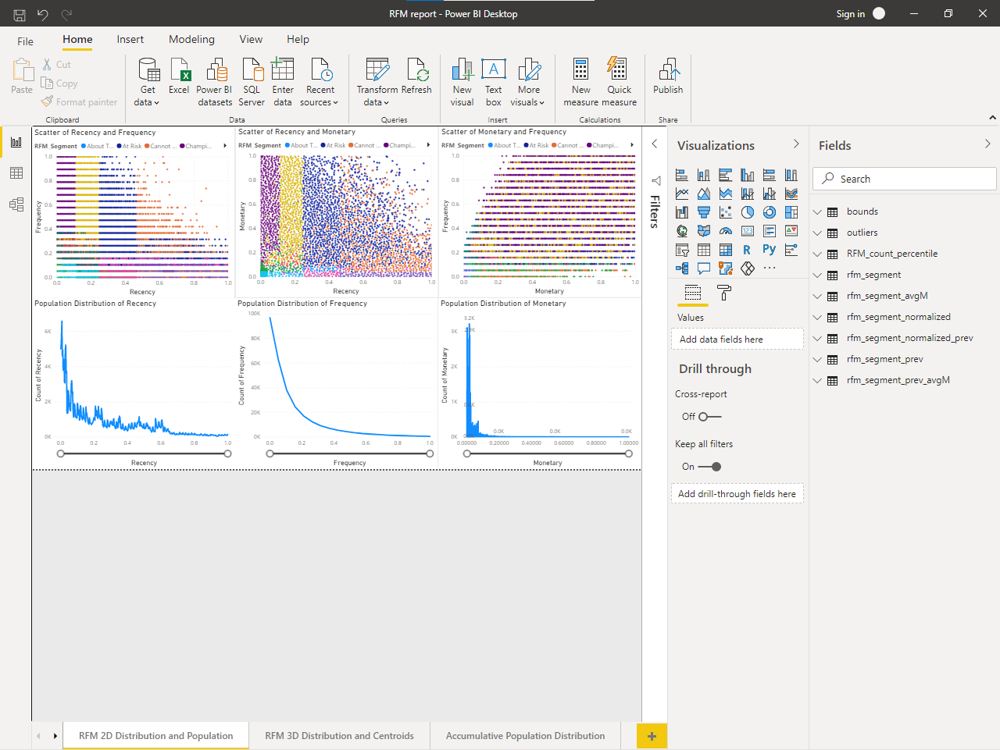 RFM report - Power BI Desktop
Sign in
File Home Insert Modeling View Help
Paste
Cut
Copy
Format painter
Get data
Excel
Power BI datasets
SQL Server
Enter data
Recent sources
Transform data
Refresh
New visual
Text box
More visuals
New measure
Quick measure
Publish
Clipboard
Data
Queries
Insert
Calculations
Share
Scatter of Recency and Frequency
RFM_Segment About T... At Risk Cannot ... Champi...
1.0
0.8
0.6
0.4
0.2
0.0
Frequency
0.0 0.2 0.4 0.6 0.8 1.0
Recency
Scatter of Recency and Monetary
RFM_Segment About T... At Risk Cannot ... Champi...
1.0
0.8
0.6
0.4
0.2
0.0
Monetary
0.0 0.2 0.4 0.6 0.8 1.0
Recency
Scatter of Monetary and Frequency
RFM_Segment About T... At Risk Cannot ... Champi...
1.0
0.8
0.6
0.4
0.2
0.0
Frequency
0.0 0.2 0.4 0.6 0.8 1.0
Monetary
Population Distribution of Recency
6K
4K
2K
0K
Count of Recency
0.0 0.2 0.4 0.6 0.8 1.0
Recency
Population Distribution of Frequency
100K
80K
60K
40K
20K
0K
Count of Frequency
0.0 0.2 0.4 0.6 0.8 1.0
Frequency
Population Distribution of Monetary
3.2K
3K
2K
1K
0K
Count of Monetary
0.0K 0.0K 0.0K
0.00000 0.20000 0.40000 0.60000 0.80000 1.00000
Monetary
Filters
Visualizations
Values
Add data fields here
Drill through
Cross-report
Off
Keep all filters
On
Add drill-through fields here
Fields
Search
bounds
outliers
RFM_count_percentile
rfm_segment
rfm_segment_avgM
rfm_segment_normalized
rfm_segment_normalized_prev
rfm_segment_prev
rfm_segment_prev_avgM
RFM 2D Distribution and Population
RFM 3D Distribution and Centroids
Accumulative Population Distribution